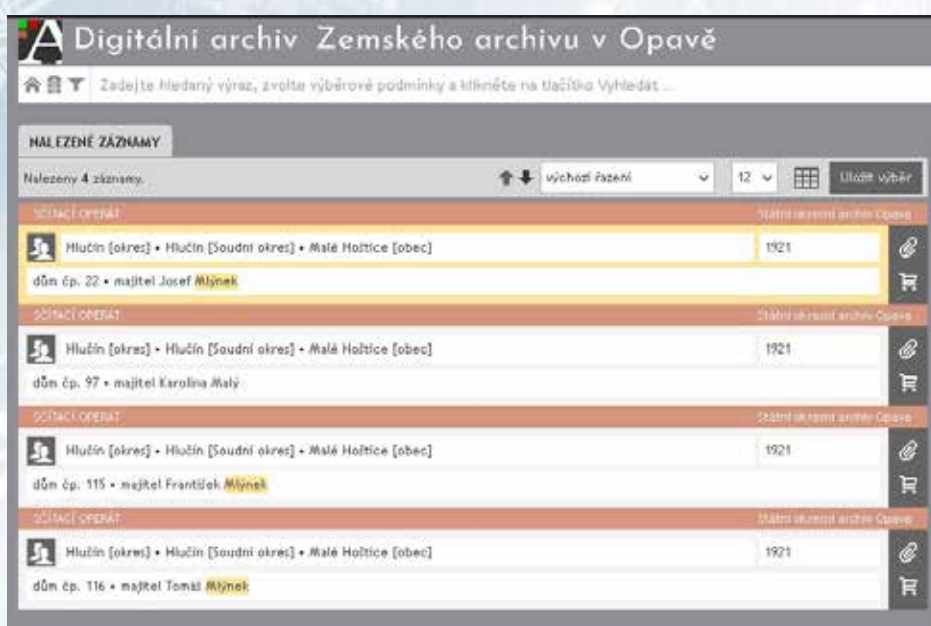 Digitální archiv Zemského archivu v Opavě
Zadejte hledaný výraz, zvolte výběrové podmínky a klikněte na tlačítko Vyhledat ...
NALEZENÉ ZÁZNAMY
Nalezeny 4 záznamy.
výchozí řazení
12
Uložit výběr
SČÍTACÍ OPERÁT
Státní okresní archiv Opava
Hlučín [okres] • Hlučín [Soudní okres] • Malé Hoštice [obec]
1921
dům čp. 22 • majitel Josef Mlýnek
SČÍTACÍ OPERÁT
Státní okresní archiv Opava
Hlučín [okres] • Hlučín [Soudní okres] • Malé Hoštice [obec]
1921
dům čp. 97 • majitel Karolina Malý
SČÍTACÍ OPERÁT
Státní okresní archiv Opava
Hlučín [okres] • Hlučín [Soudní okres] • Malé Hoštice [obec]
1921
dům čp. 115 • majitel František Mlýnek
SČÍTACÍ OPERÁT
Státní okresní archiv Opava
Hlučín [okres] • Hlučín [Soudní okres] • Malé Hoštice [obec]
1921
dům čp. 116 • majitel Tomáš Mlýnek